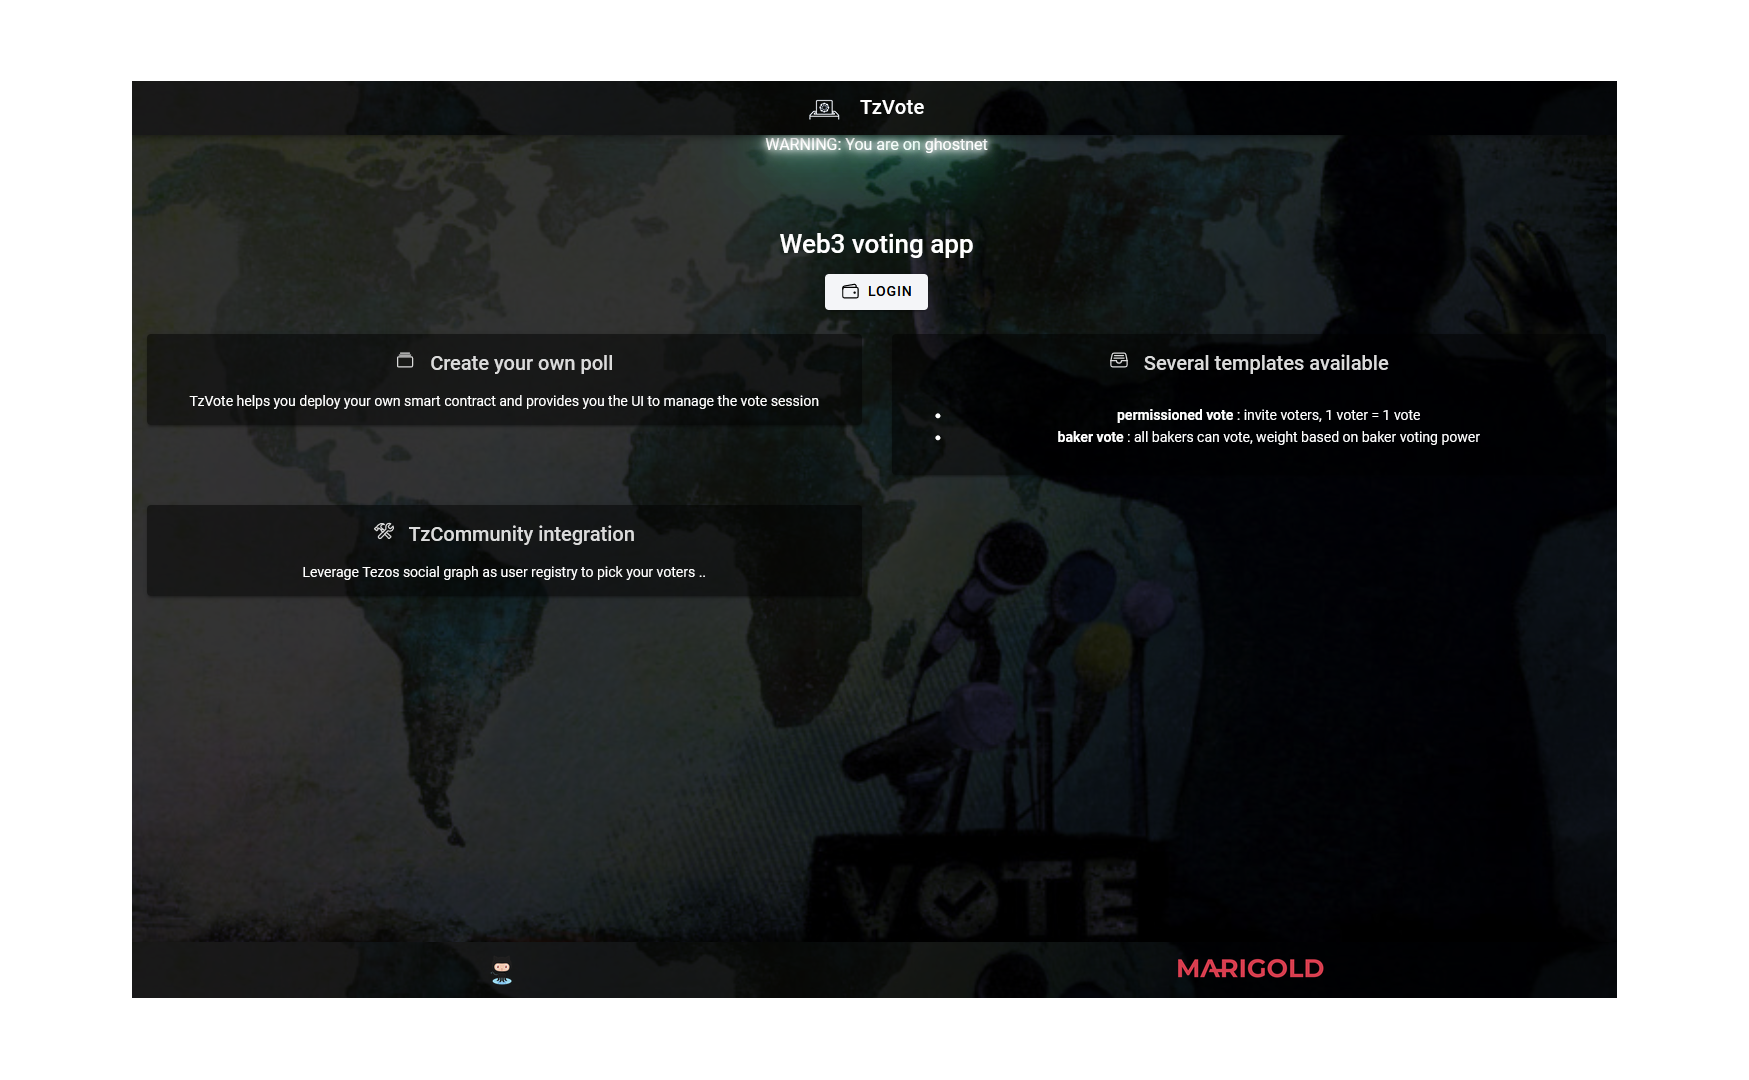 TzVote
WARNING: You are on ghostnet
Web3 voting app
LOGIN
Create your own poll
TzVote helps you deploy your own smart contract and provides you the UI to manage the vote session
Several templates available
permissioned vote : invite voters, 1 voter = 1 vote
baker vote : all bakers can vote, weight based on baker voting power
TzCommunity integration
Leverage Tezos social graph as user registry to pick your voters ..
VOTE
MARIGOLD